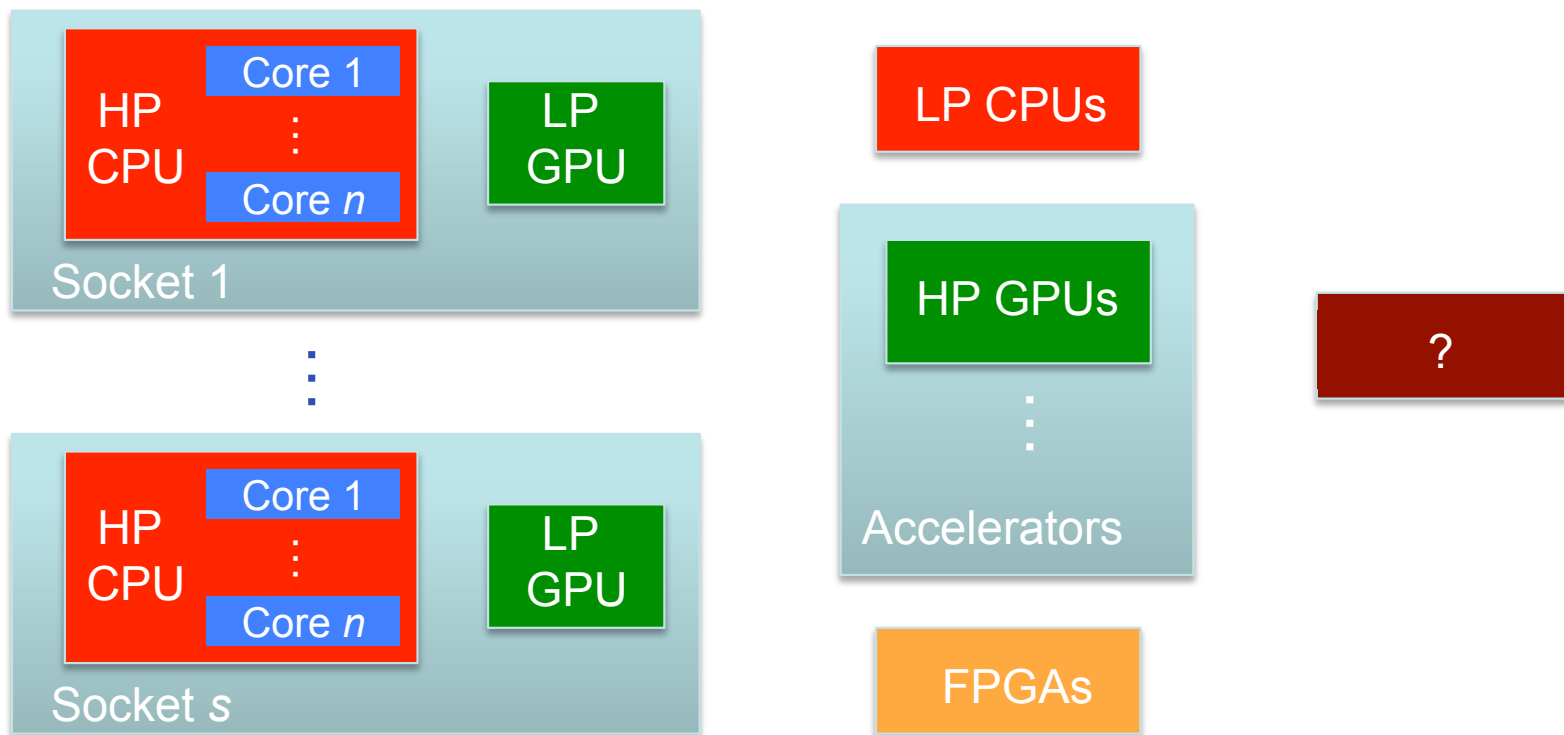 HP
CPU
Core 1
⋮
Core n
LP
GPU
Socket 1
⋮
HP
CPU
Core 1
⋮
Core n
LP
GPU
Socket s
LP CPUs
HP GPUs
⋮
Accelerators
FPGAs
?